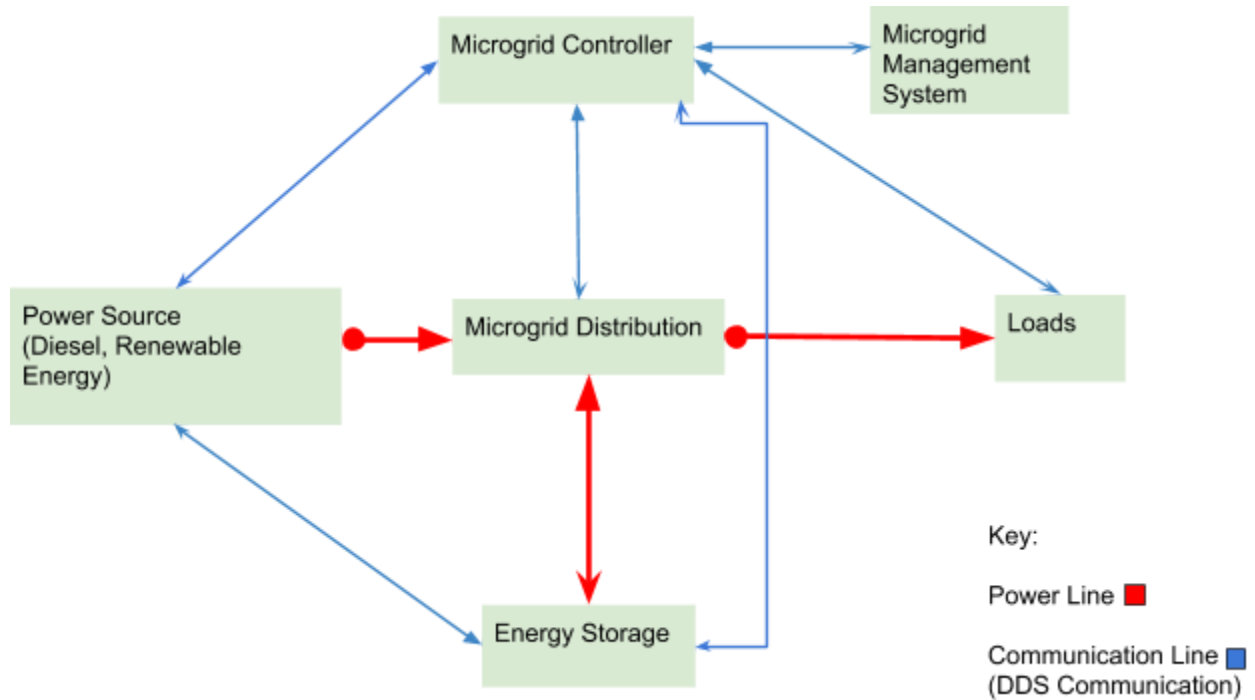 Microgrid Controller
Microgrid
Management
System
Power Source
(Diesel, Renewable
Energy)
Microgrid Distribution
Loads
Energy Storage
Key:
Power Line
Communication Line
(DDS Communication)